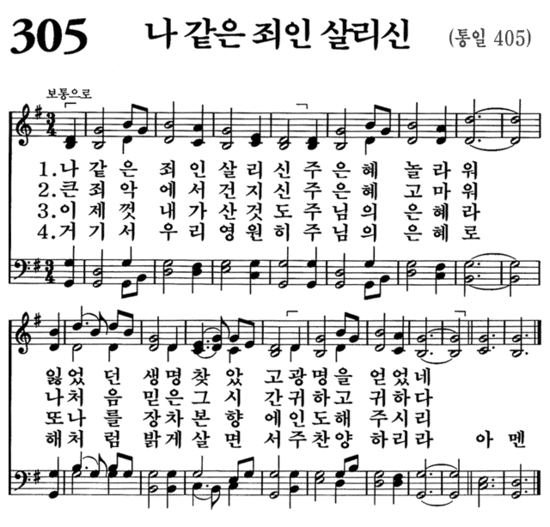 305 나 같은 죄인 살리신 (통일 405)
보통으로
1.나 같 은 죄 인 살 리 신 주 은 혜 놀 라 워
2.큰 죄 악 에 서 건 지 신 주 은 혜 고 마 워
3.이 제 껏 내 가 산 것 도 주 님 의 은 혜 라
4.거 기 서 우 리 영 원 히 주 님 의 은 혜 로
잃 었 던 생 명 찾 았 고 광 명 을 얻 었 네
나 처 음 믿 은 그 시 간 귀 하 고 귀 하 다
또 나 를 장 차 본 향 에 인 도 해 주 시 리
해 처 럼 밝 게 살 면 서 주 찬 양 하 리 라 아 멘